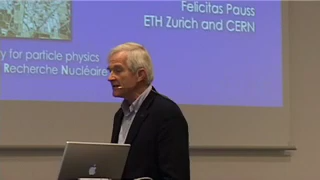 Felicitas Pauss
ETH Zurich and CERN
y for particle physics
Recherche Nucléaire